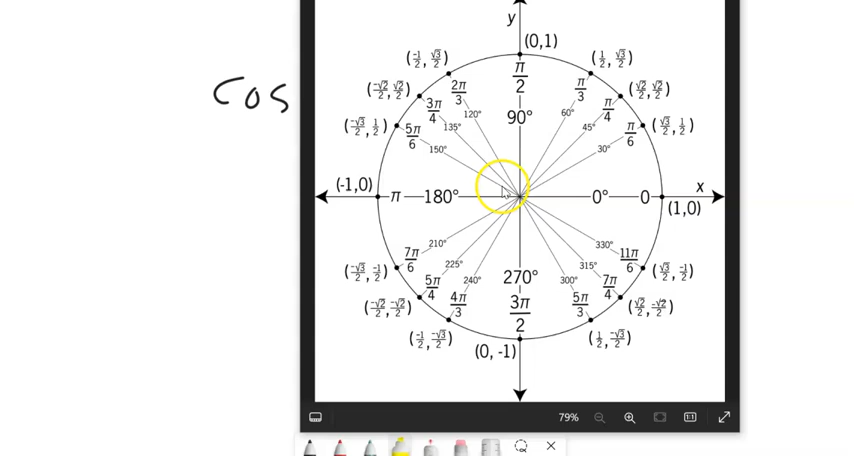 y
(0,1)
(-1/2, √3/2) (1/2, √3/2)
π/2
2π/3 π/3
(-√2/2, √2/2) (√2/2, √2/2)
cos
3π/4 120° 90° 60° π/4
(-√3/2, 1/2) 5π/6 135° 45° π/6 (√3/2, 1/2)
150° 30°
(-1,0) x
π 180° 0° 0
(1,0)
210° 330°
7π/6 11π/6
(-√3/2, -1/2) 225° 315° (√3/2, -1/2)
5π/4 240° 270° 300° 7π/4
(-√2/2, -√2/2) 4π/3 3π/2 5π/3 (√2/2, -√2/2)
(-1/2, -√3/2) (1/2, -√3/2)
(0, -1)
79% 1:1